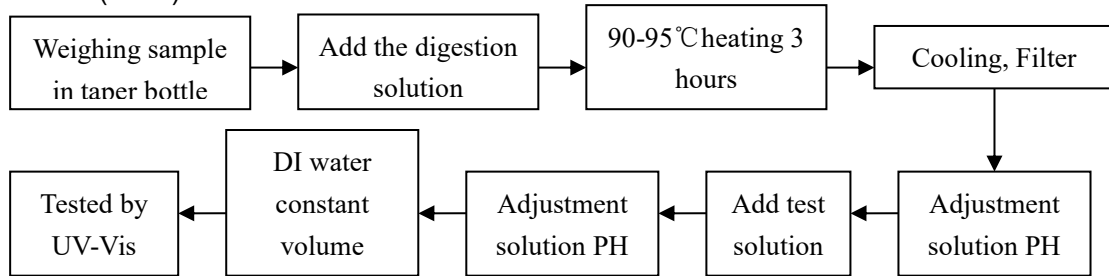 Weighing sample
in taper bottle
Add the digestion
solution
90-95℃heating 3
hours
Cooling, Filter
Adjustment
solution PH
Add test
solution
Adjustment
solution PH
DI water
constant
volume
Tested by
UV-Vis